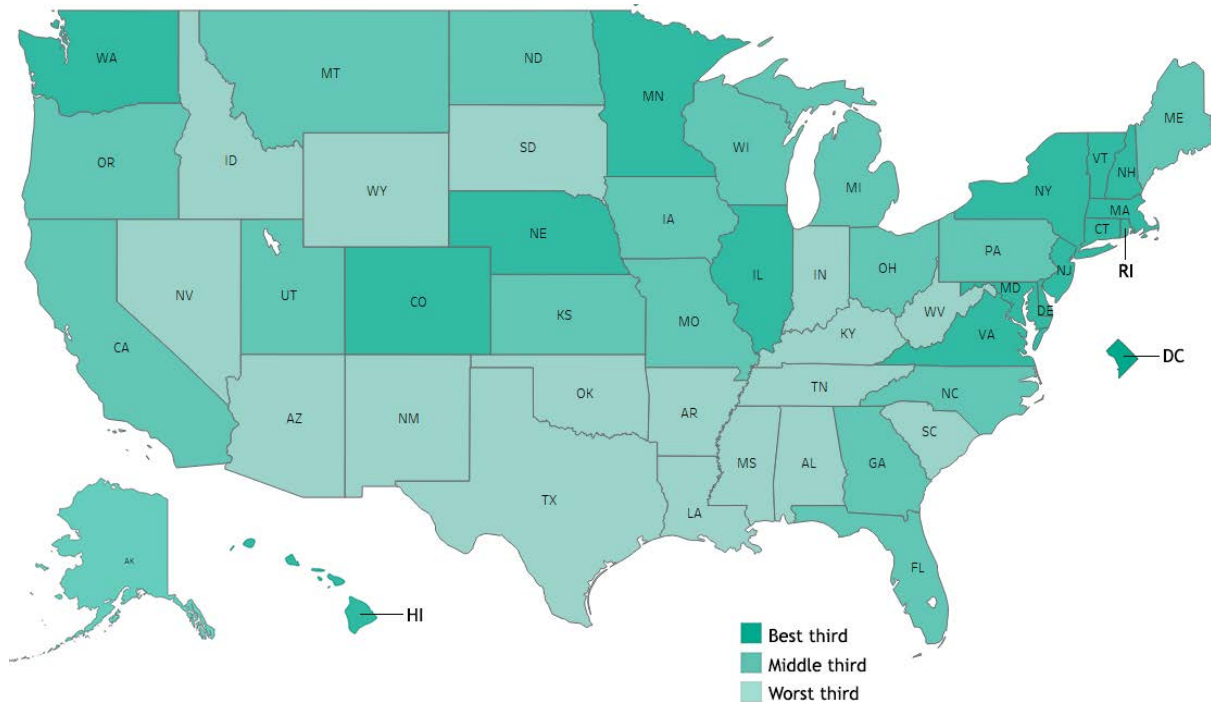 WA
MT
ND
MN
ME
OR
ID
SD
WI
VT
NH
WY
MI
NY
MA
CT
RI
IA
NE
PA
NJ
NV
UT
CO
IL
IN
OH
MD
DE
WV
VA
CA
KS
MO
KY
DC
AZ
NM
OK
AR
TN
NC
SC
MS
AL
GA
TX
LA
FL
AK
HI
Best third
Middle third
Worst third